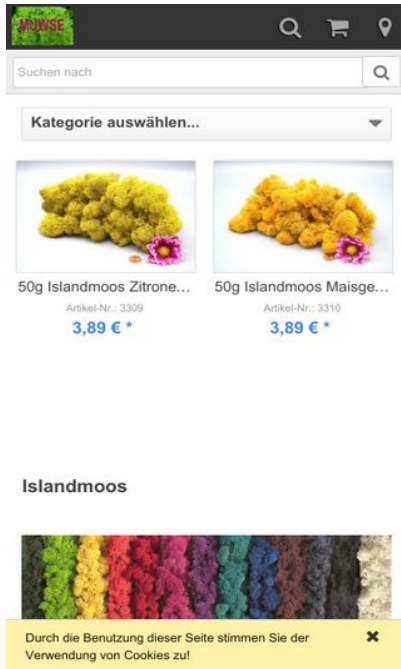 MUWSE
Suchen nach
Kategorie auswählen...
50g Islandmoos Zitrone...
50g Islandmoos Maisge...
Artikel-Nr.: 3309
Artikel-Nr.: 3310
3,89 € *
3,89 € *
Islandmoos
Durch die Benutzung dieser Seite stimmen Sie der
Verwendung von Cookies zu!